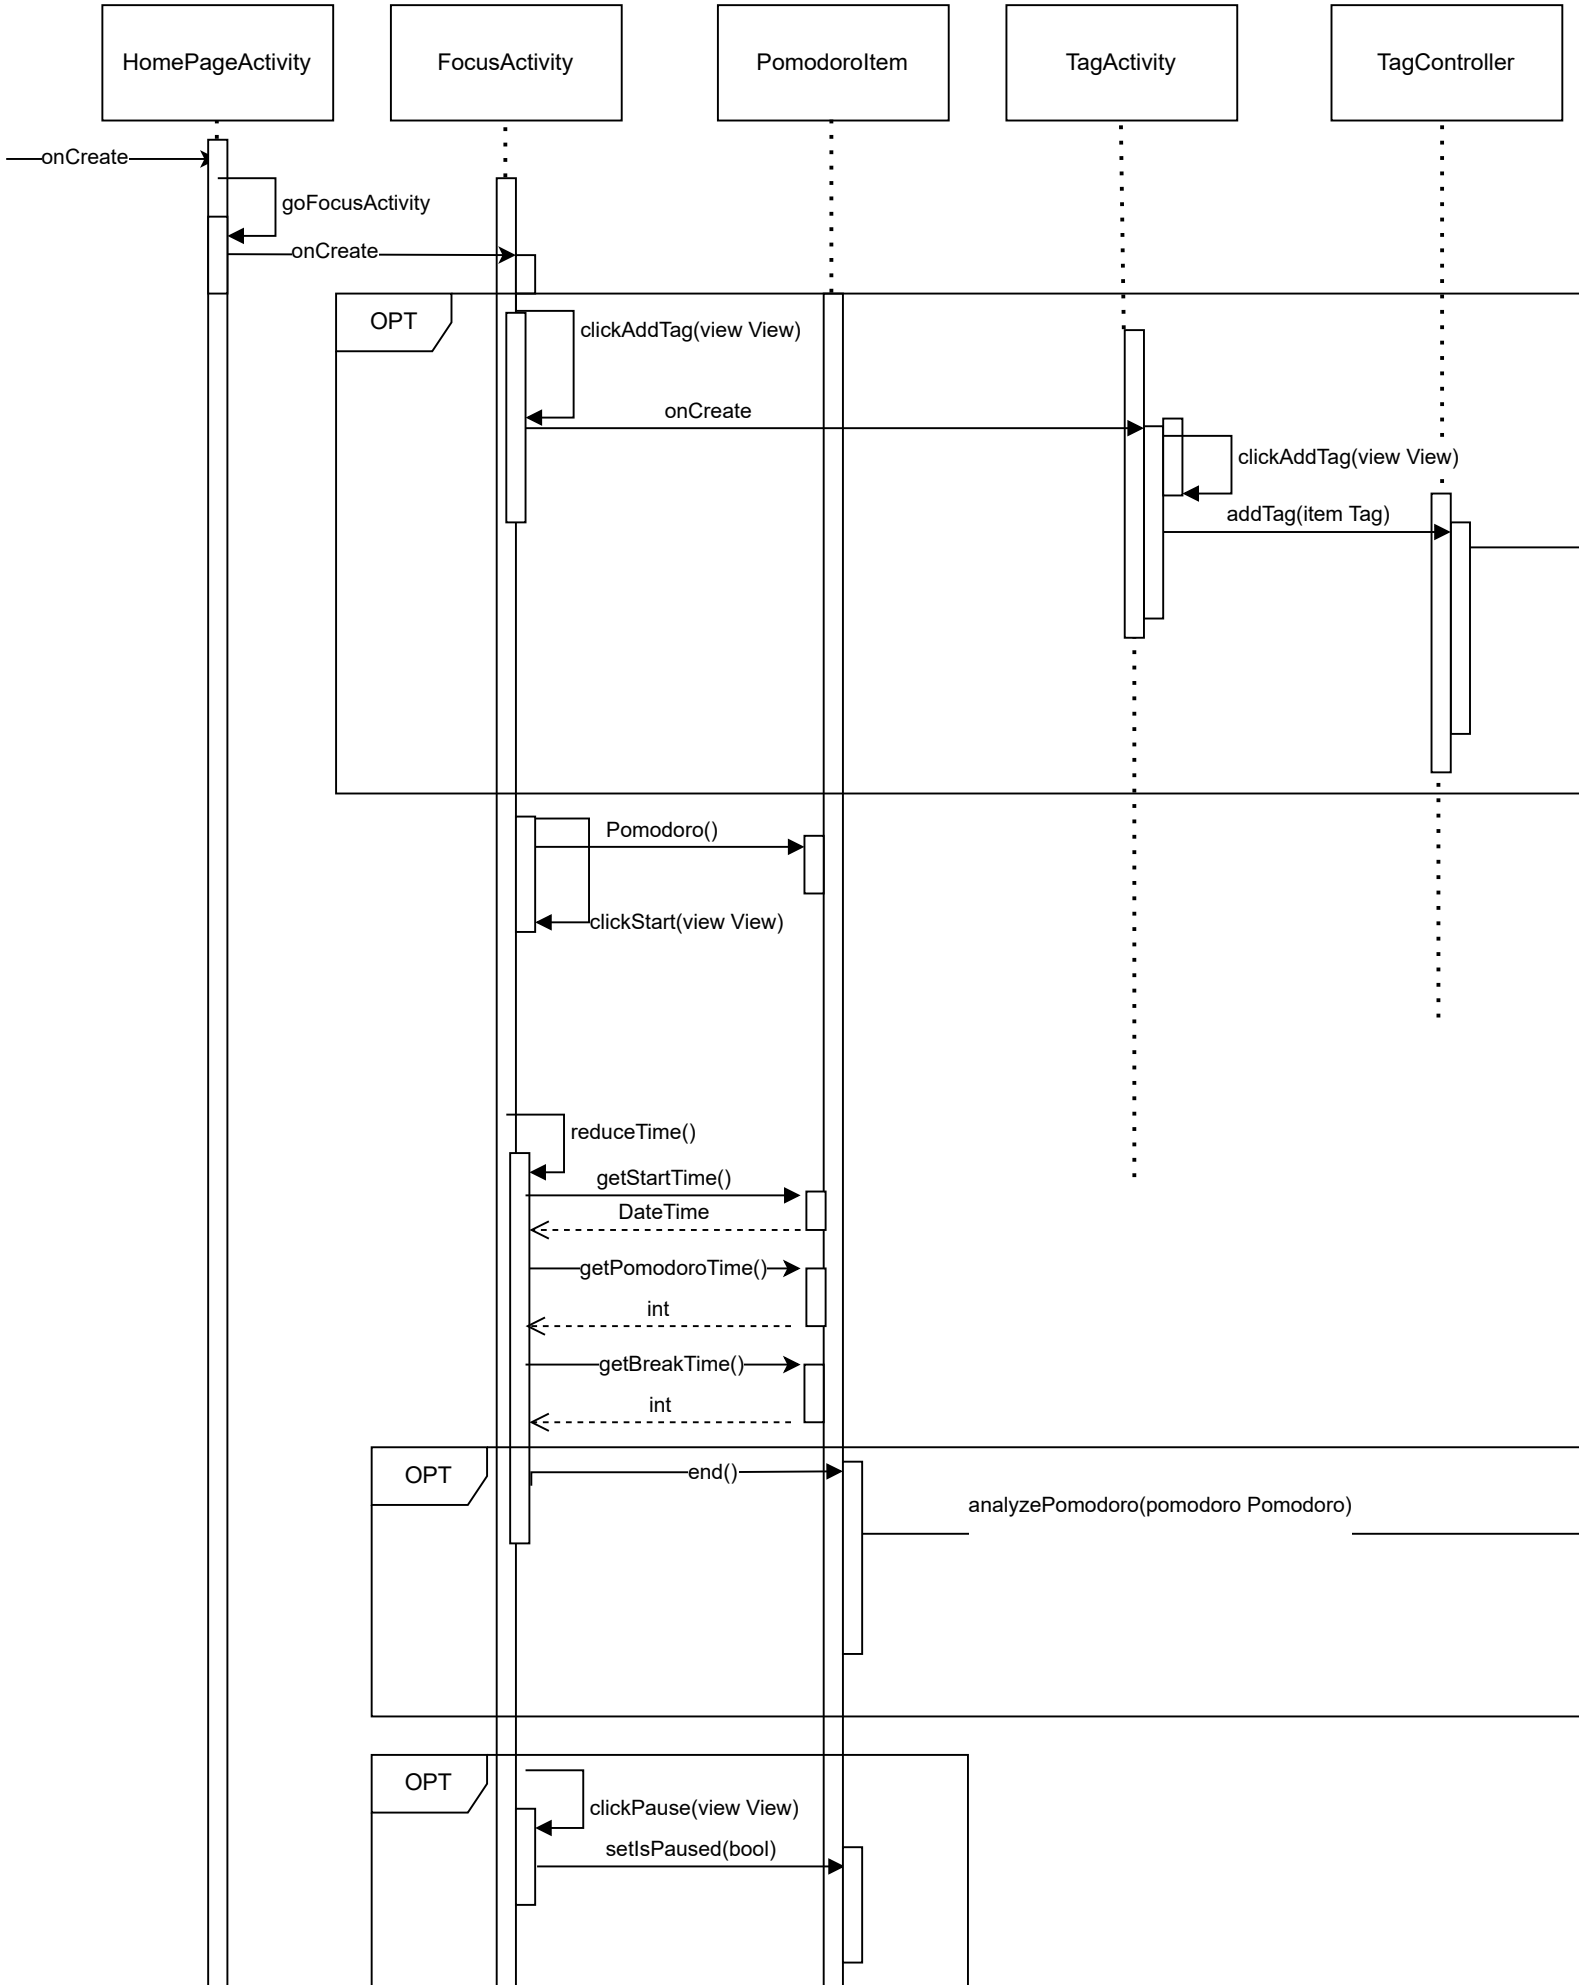 HomePageActivity
FocusActivity
PomodoroItem
TagActivity
TagController
onCreate
goFocusActivity
onCreate
OPT
clickAddTag(view View)
onCreate
clickAddTag(view View)
addTag(item Tag)
Pomodoro()
clickStart(view View)
reduceTime()
getStartTime()
DateTime
getPomodoroTime()
int
getBreakTime()
int
OPT
end()
analyzePomodoro(pomodoro Pomodoro)
OPT
clickPause(view View)
setIsPaused(bool)